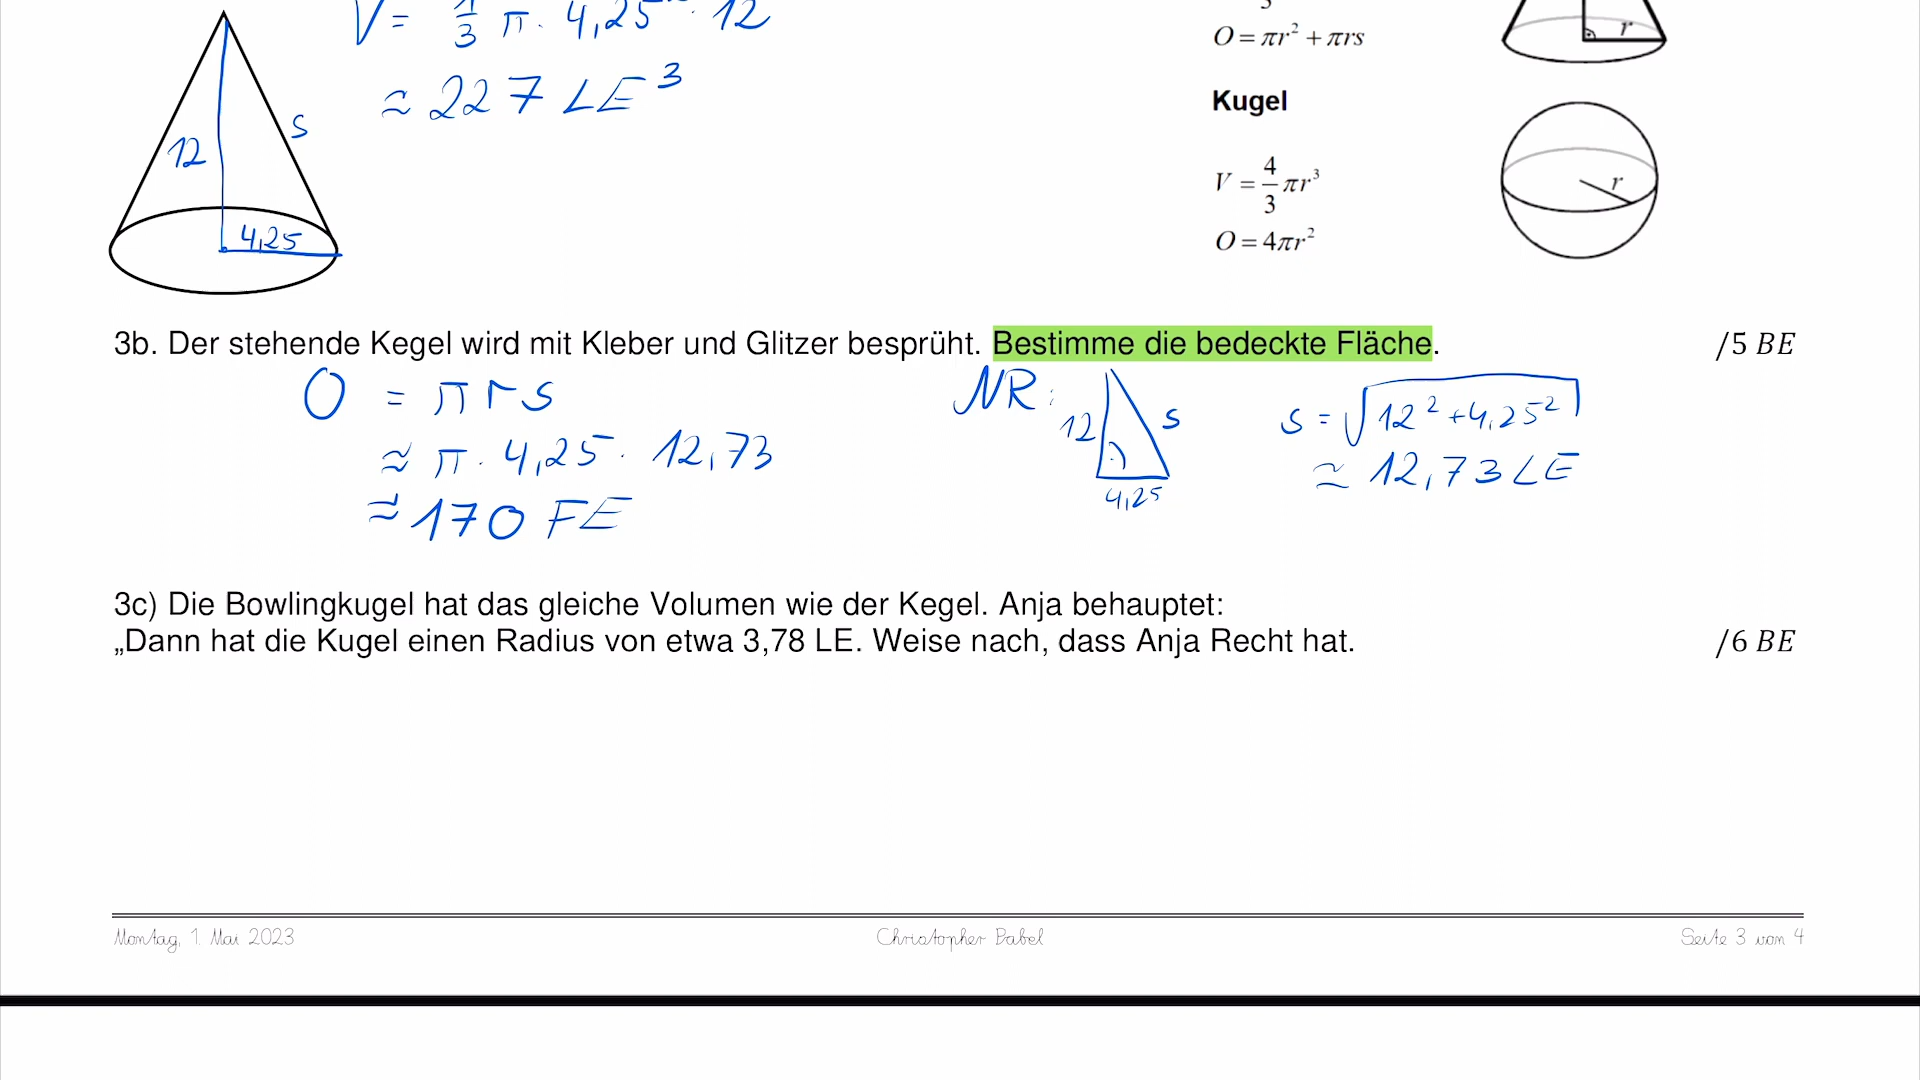 V = 1/3 π · 4,25² · 12
≈ 227 LE³
12
s
4,25
3
O = πr² + πrs
r
Kugel
V = 4/3 πr³
O = 4πr²
r
3b. Der stehende Kegel wird mit Kleber und Glitzer besprüht. Bestimme die bedeckte Fläche. /5 BE
O = π r s
≈ π · 4,25 · 12,73
≈ 170 FE
NR:
12
s
4,25
s = √12² + 4,25²
≈ 12,73 LE
3c) Die Bowlingkugel hat das gleiche Volumen wie der Kegel. Anja behauptet:
„Dann hat die Kugel einen Radius von etwa 3,78 LE. Weise nach, dass Anja Recht hat. /6 BE
Montag, 1. Mai 2023 Christopher Babel Seite 3 von 4